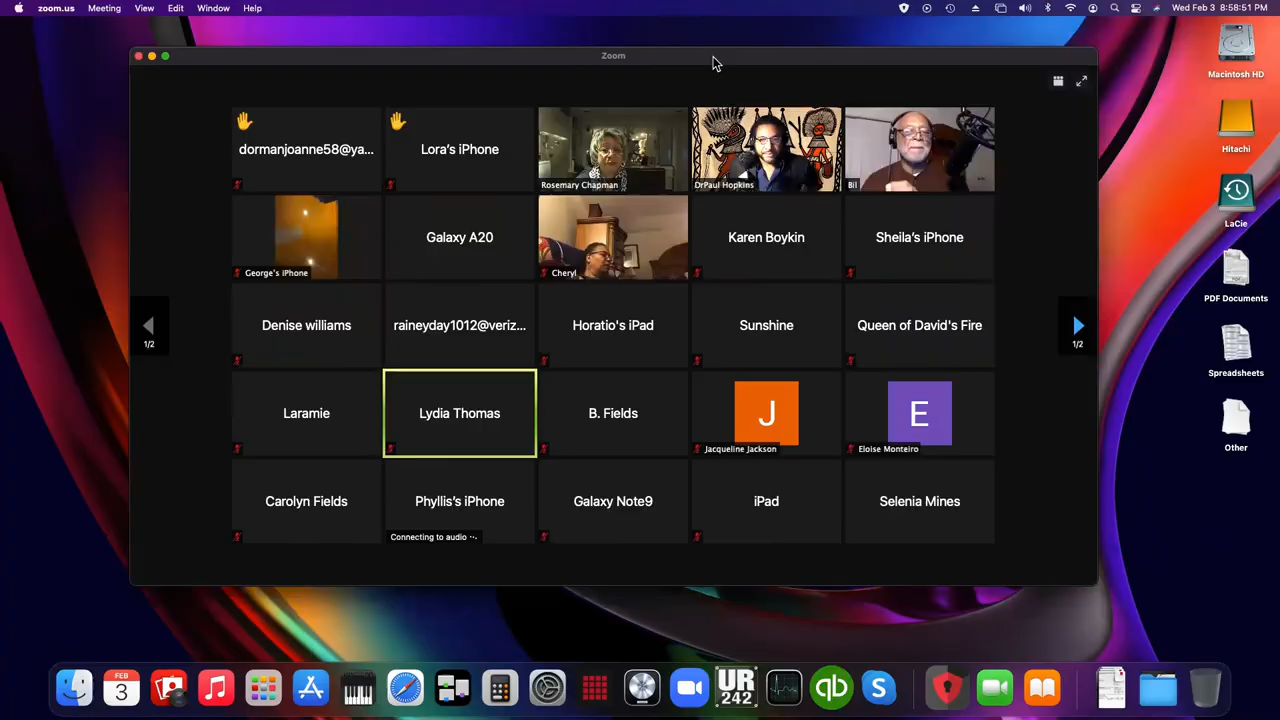 zoom.us Meeting View Edit Window Help
Wed Feb 3 8:58:51 PM
Zoom
dormanjoanne58@ya...
Lora's iPhone
Rosemary Chapman
DrPaul Hopkins
Bil
George's iPhone
Galaxy A20
Cheryl
Karen Boykin
Sheila's iPhone
Denise williams
raineyday1012@veriz...
Horatio's iPad
Sunshine
Queen of David's Fire
1/2
1/2
Laramie
Lydia Thomas
B. Fields
J
Jacqueline Jackson
E
Eloise Monteiro
Carolyn Fields
Phyllis's iPhone
Connecting to audio
Galaxy Note9
iPad
Selenia Mines
Macintosh HD
Hitachi
LaCie
PDF Documents
Spreadsheets
Other
FEB
3
UR
242
qb
S